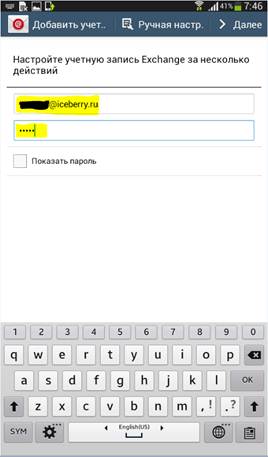 41% 7:46
Добавить учет.. Ручная настр. Далее
Настройте учетную запись Exchange за несколько
действий
@iceberry.ru
•••••
Показать пароль
1 2 3 4 5 6 7 8 9 0
q w e r t y u i o p
a s d f g h j k l OK
z x c v b n m , ! . ?
SYM English(US)